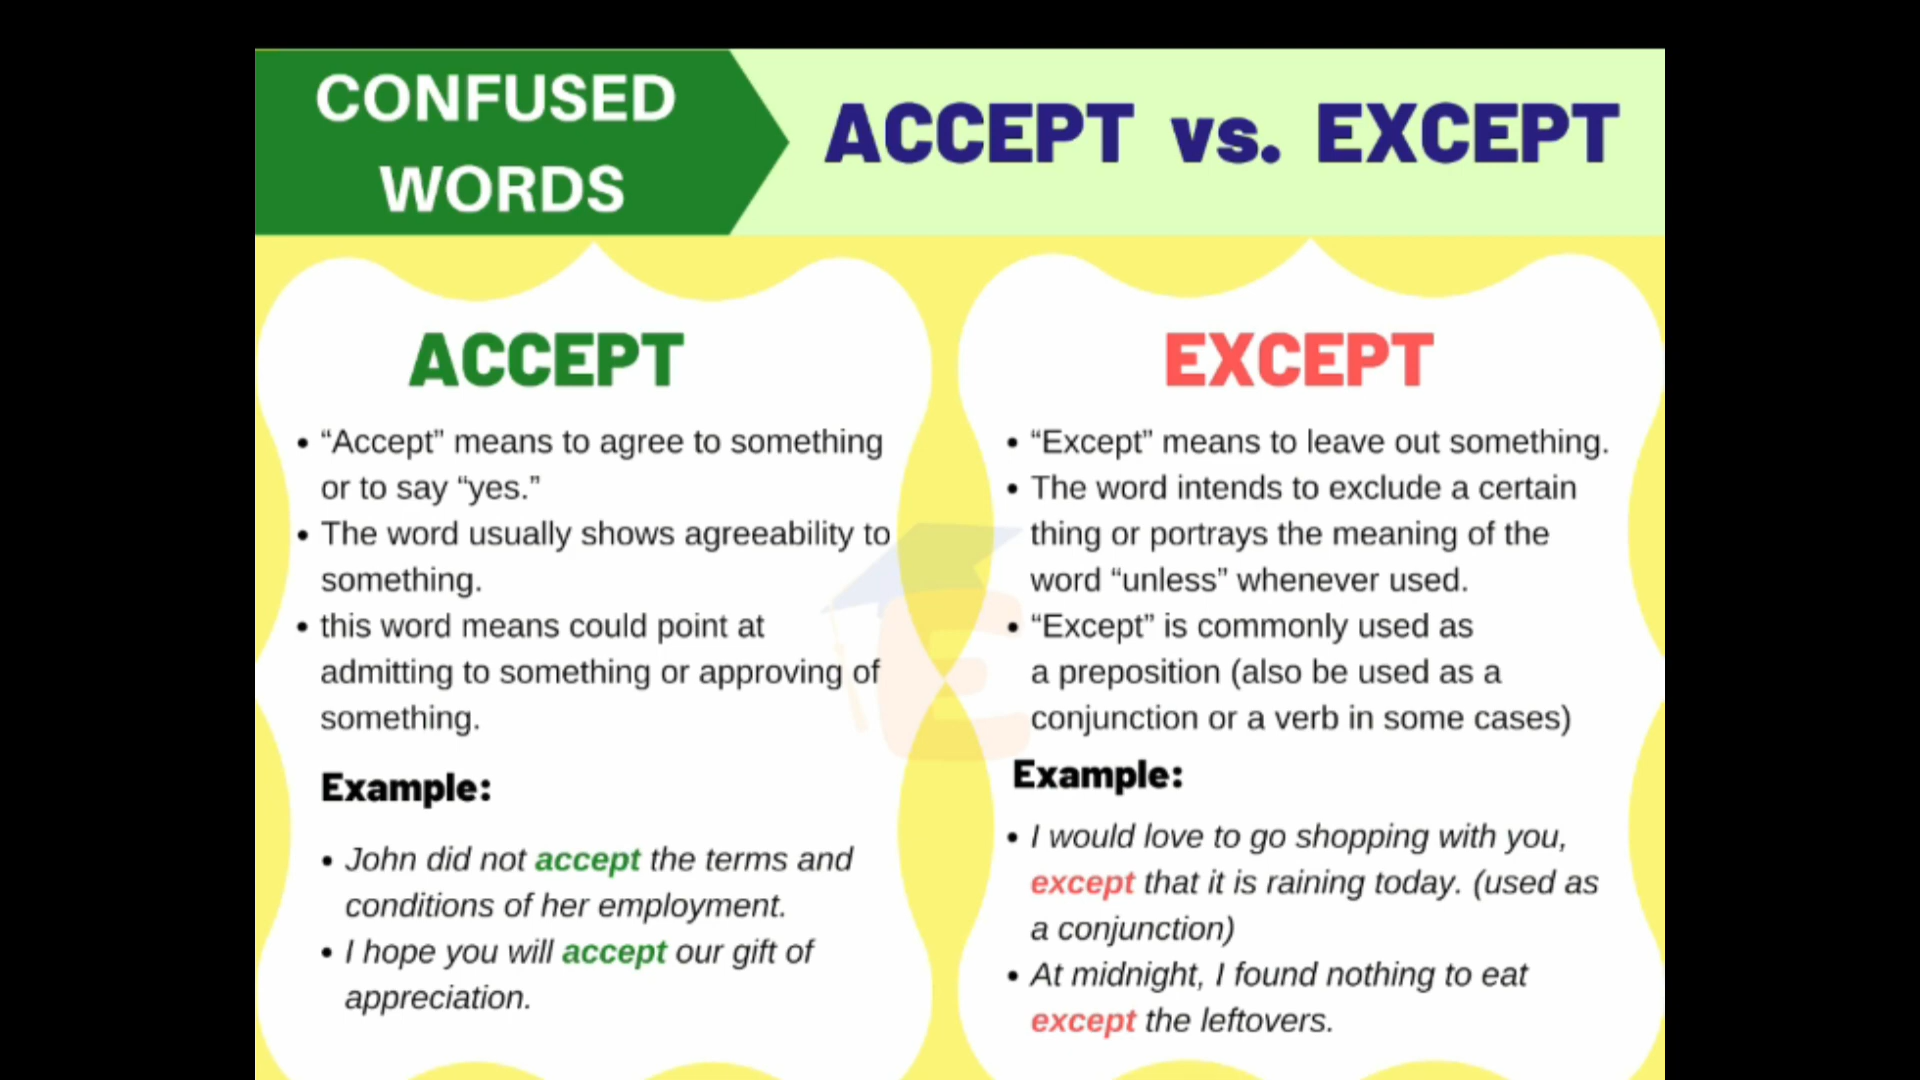 CONFUSED
WORDS
ACCEPT vs. EXCEPT
ACCEPT
• “Accept” means to agree to something
or to say “yes.”
• The word usually shows agreeability to
something.
• this word means could point at
admitting to something or approving of
something.
Example:
• John did not accept the terms and
conditions of her employment.
• I hope you will accept our gift of
appreciation.
EXCEPT
• “Except” means to leave out something.
• The word intends to exclude a certain
thing or portrays the meaning of the
word “unless” whenever used.
• “Except” is commonly used as
a preposition (also be used as a
conjunction or a verb in some cases)
Example:
• I would love to go shopping with you,
except that it is raining today. (used as
a conjunction)
• At midnight, I found nothing to eat
except the leftovers.
E